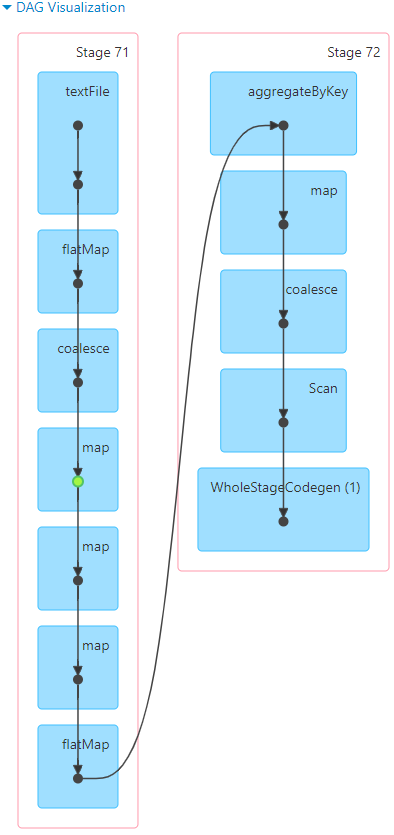 DAG Visualization
Stage 71
textFile
flatMap
coalesce
map
map
map
flatMap
Stage 72
aggregateByKey
map
coalesce
Scan
WholeStageCodegen (1)